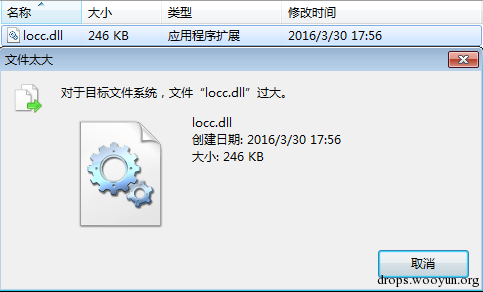 名称 大小 类型 修改时间
locc.dll 246 KB 应用程序扩展 2016/3/30 17:56
文件太大
对于目标文件系统，文件“locc.dll”过大。
locc.dll
创建日期: 2016/3/30 17:56
大小: 246 KB
取消
drops.wooyun.org